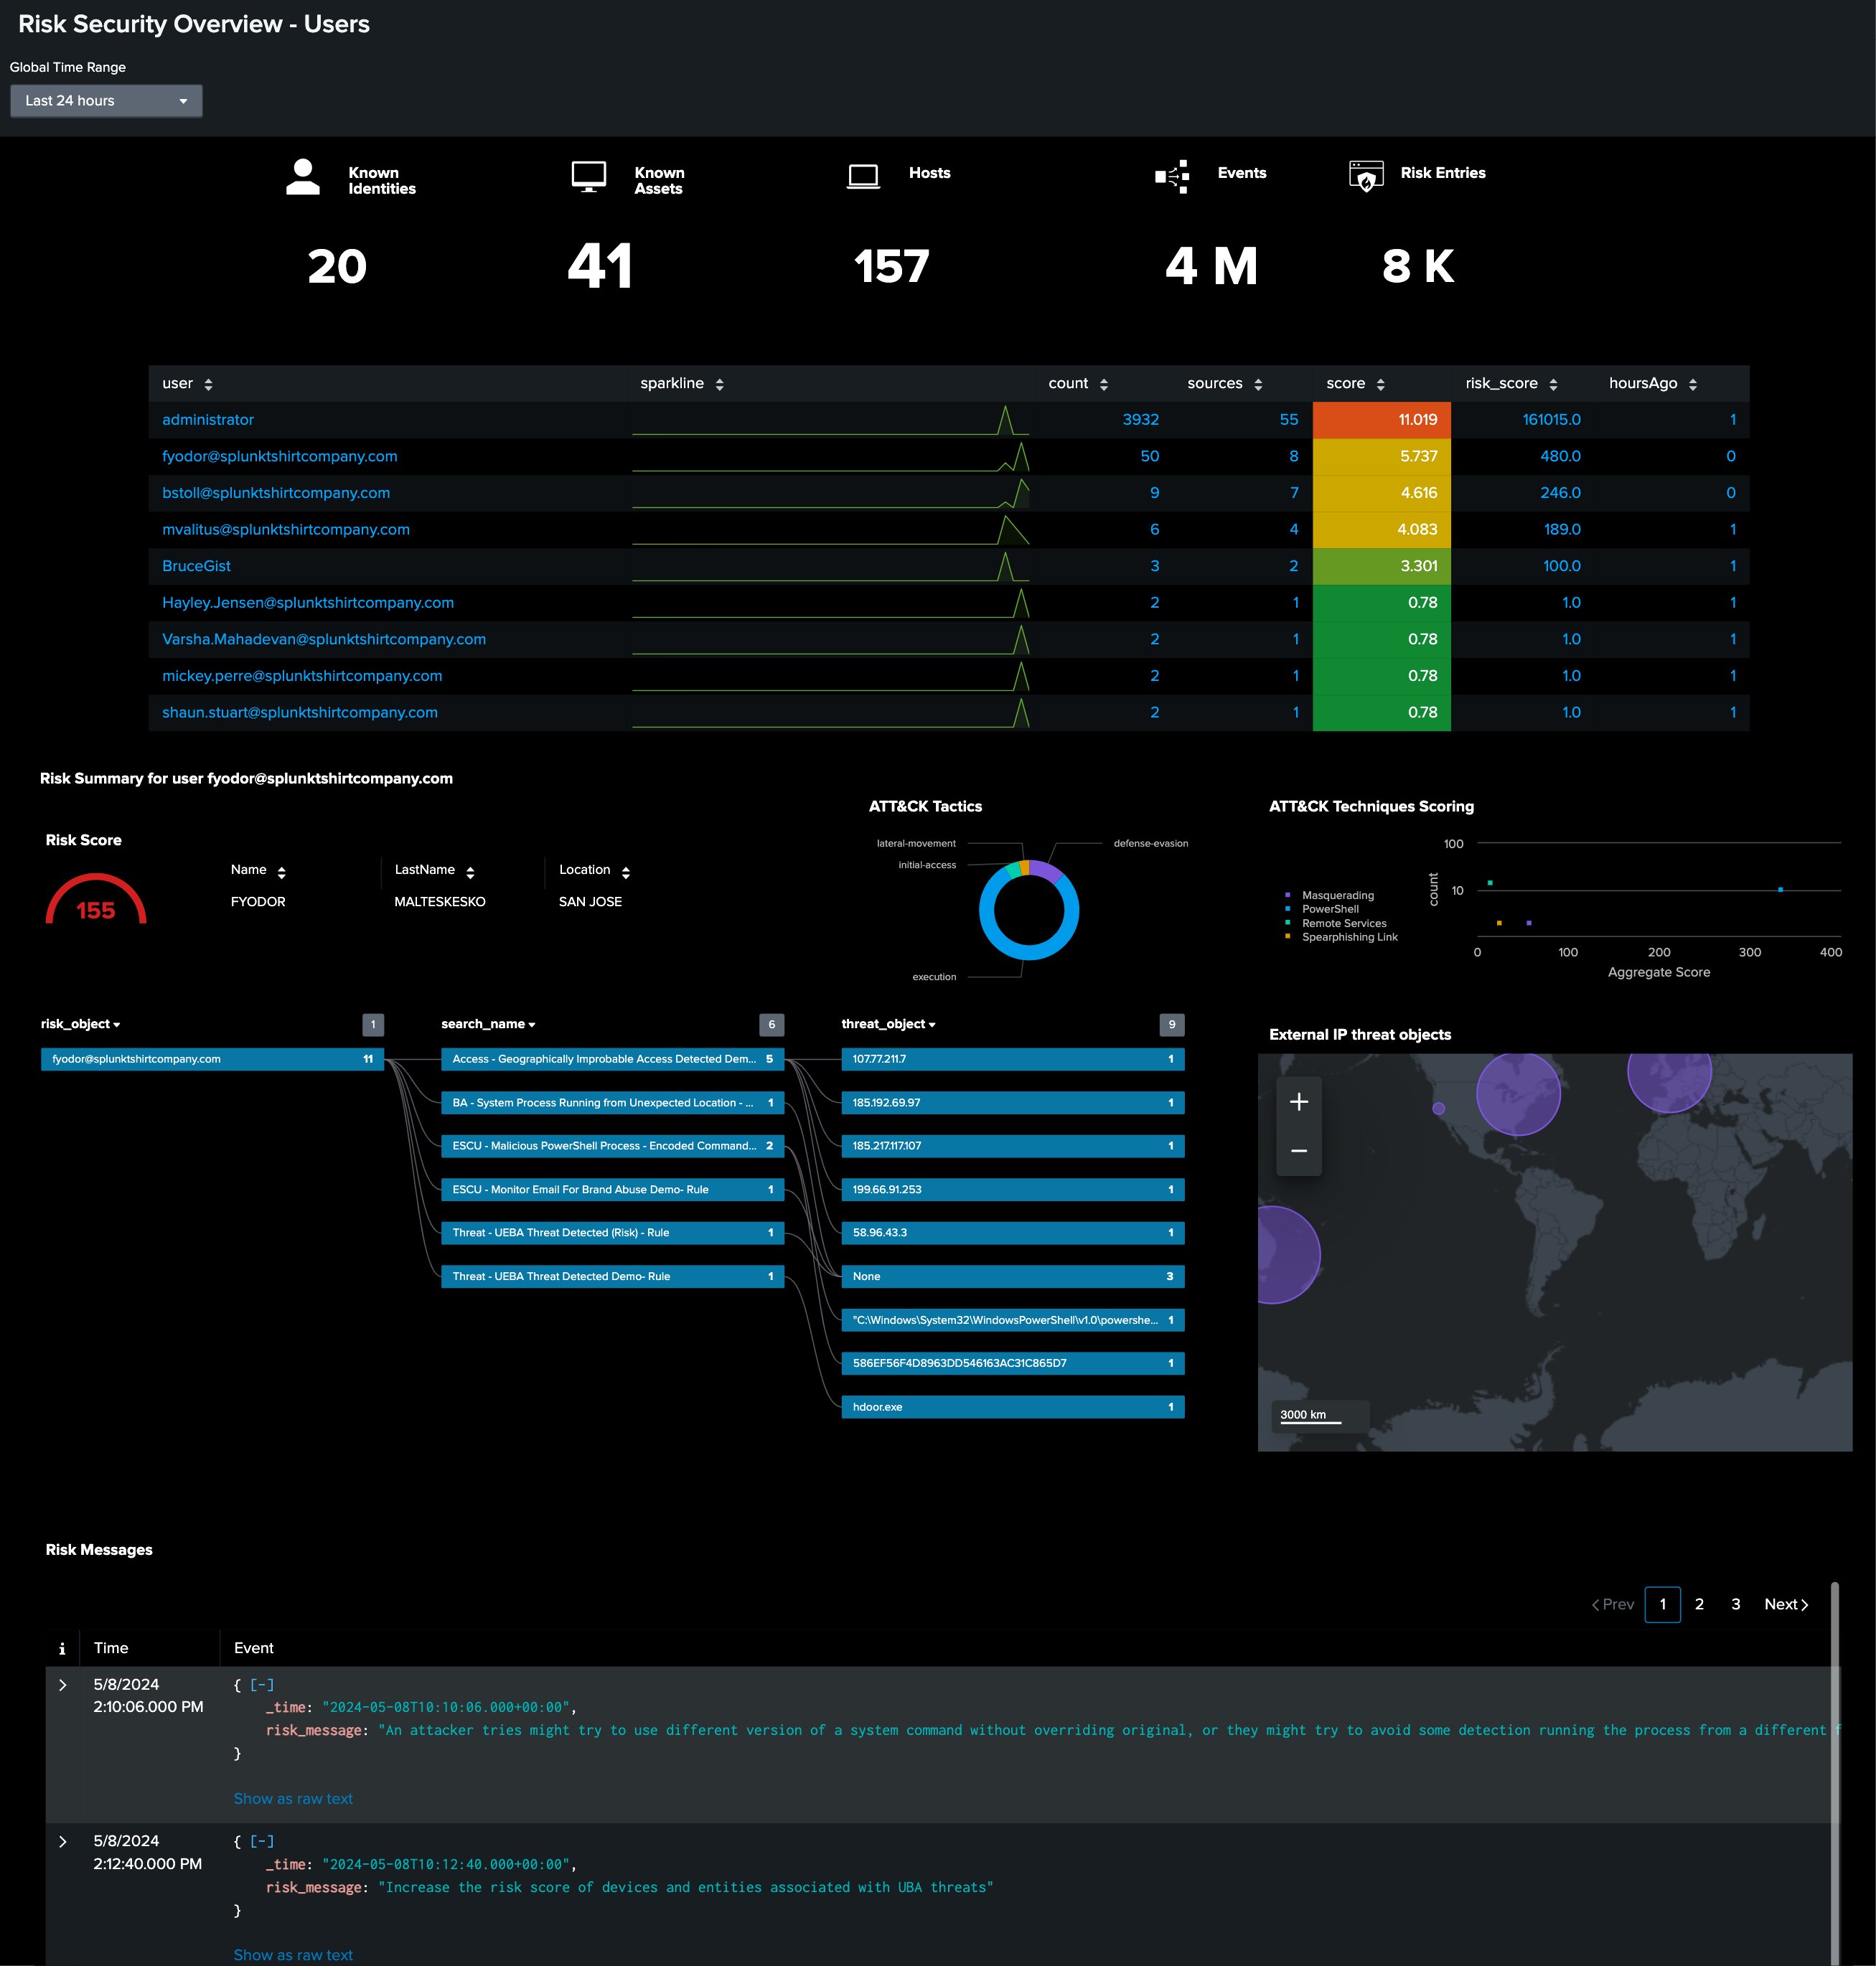 Risk Security Overview - Users
Global Time Range
Last 24 hours
Known
Identities
Known
Assets
Hosts
Events
Risk Entries
20
41
157
4 M
8 K
user sparkline count sources score risk_score hoursAgo
administrator 3932 55 11.019 161015.0 1
fyodor@splunktshirtcompany.com 50 8 5.737 480.0 0
bstoll@splunktshirtcompany.com 9 7 4.616 246.0 0
mvalitus@splunktshirtcompany.com 6 4 4.083 189.0 1
BruceGist 3 2 3.301 100.0 1
Hayley.Jensen@splunktshirtcompany.com 2 1 0.78 1.0 1
Varsha.Mahadevan@splunktshirtcompany.com 2 1 0.78 1.0 1
mickey.perre@splunktshirtcompany.com 2 1 0.78 1.0 1
shaun.stuart@splunktshirtcompany.com 2 1 0.78 1.0 1
Risk Summary for user fyodor@splunktshirtcompany.com
Risk Score
155
Name LastName Location
FYODOR MALTESKESKO SAN JOSE
ATT&CK Tactics
lateral-movement
defense-evasion
initial-access
execution
ATT&CK Techniques Scoring
Masquerading
PowerShell
Remote Services
Spearphishing Link
count
100
10
0 100 200 300 400
Aggregate Score
risk_object 1
fyodor@splunktshirtcompany.com 11
search_name 6
Access - Geographically Improbable Access Detected Dem... 5
BA - System Process Running from Unexpected Location - ... 1
ESCU - Malicious PowerShell Process - Encoded Command... 2
ESCU - Monitor Email For Brand Abuse Demo- Rule 1
Threat - UEBA Threat Detected (Risk) - Rule 1
Threat - UEBA Threat Detected Demo- Rule 1
threat_object 9
107.77.211.7 1
185.192.69.97 1
185.217.117.107 1
199.66.91.253 1
58.96.43.3 1
None 3
"C:\Windows\System32\WindowsPowerShell\v1.0\powershe... 1
586EF56F4D8963DD546163AC31C865D7 1
hdoor.exe 1
External IP threat objects
+
−
3000 km
Risk Messages
Prev 1 2 3 Next
i Time Event
5/8/2024
2:10:06.000 PM
{ [-]
_time: "2024-05-08T10:10:06.000+00:00",
risk_message: "An attacker tries might try to use different version of a system command without overriding original, or they might try to avoid some detection running the process from a different f
}
Show as raw text
5/8/2024
2:12:40.000 PM
{ [-]
_time: "2024-05-08T10:12:40.000+00:00",
risk_message: "Increase the risk score of devices and entities associated with UBA threats"
}
Show as raw text